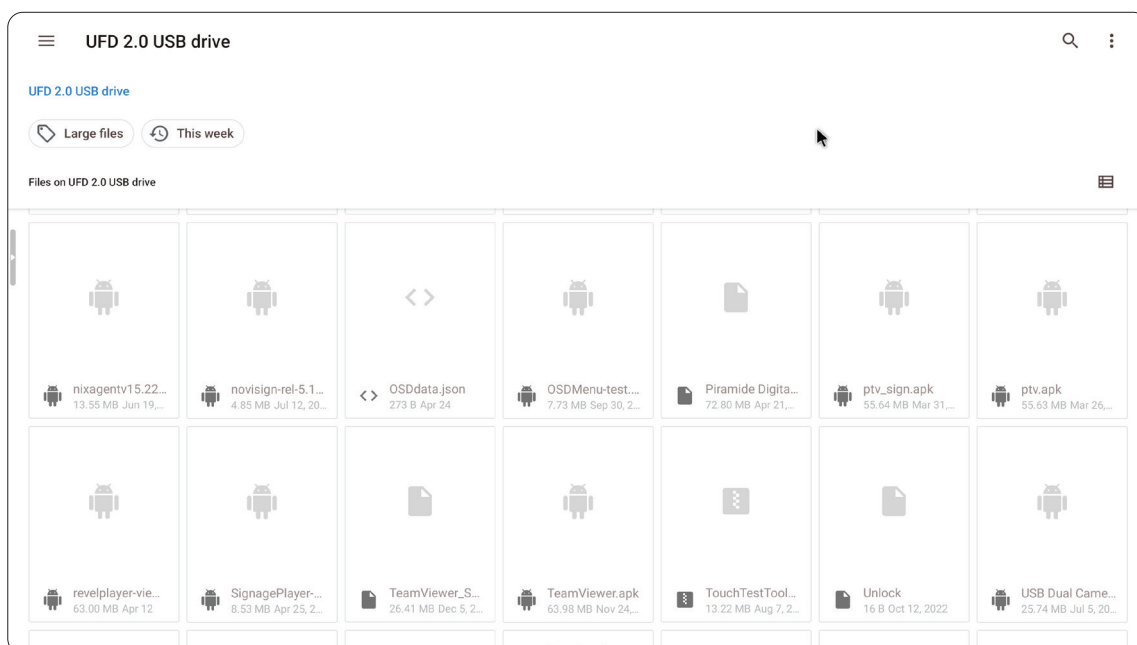 UFD 2.0 USB drive
UFD 2.0 USB drive
Large files
This week
Files on UFD 2.0 USB drive
nixagentv15.22...
13.55 MB Jun 19,...
novisign-rel-5.1...
4.85 MB Jul 12, 20...
OSDdata.json
273 B Apr 24
OSDMenu-test....
7.73 MB Sep 30, 2...
Piramide Digita...
72.80 MB Apr 21,...
ptv_sign.apk
55.64 MB Mar 31,...
ptv.apk
55.63 MB Mar 26,...
revelplayer-vie...
63.00 MB Apr 12
SignagePlayer-...
8.53 MB Apr 25, 2...
TeamViewer_S...
26.41 MB Dec 5, 2...
TeamViewer.apk
63.98 MB Nov 24,...
TouchTestTool...
13.22 MB Aug 7, 2...
Unlock
16 B Oct 12, 2022
USB Dual Came...
25.74 MB Jul 5, 20...